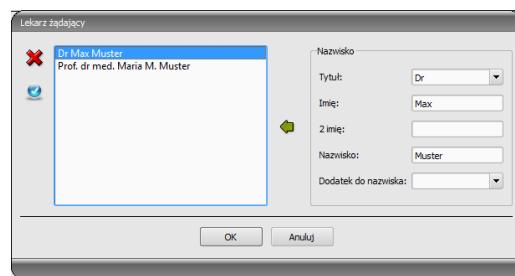 Lekarz żądający
Dr Max Muster
Prof. dr med. Maria M. Muster
Nazwisko
Tytuł: Dr
Imię: Max
2 imię:
Nazwisko: Muster
Dodatek do nazwiska:
OK Anuluj